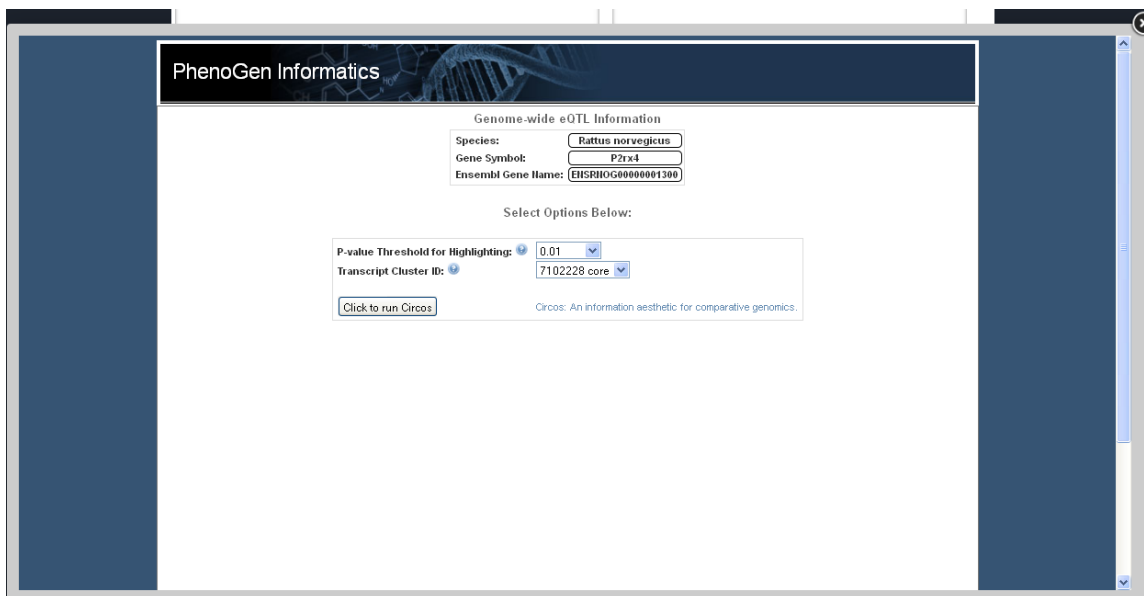 PhenoGen Informatics
Genome-wide eQTL Information
Species: Rattus norvegicus
Gene Symbol: P2rx4
Ensembl Gene Name: ENSRNOG00000001300
Select Options Below:
P-value Threshold for Highlighting: 0.01
Transcript Cluster ID: 7102228 core
Click to run Circos Circos: An information aesthetic for comparative genomics.